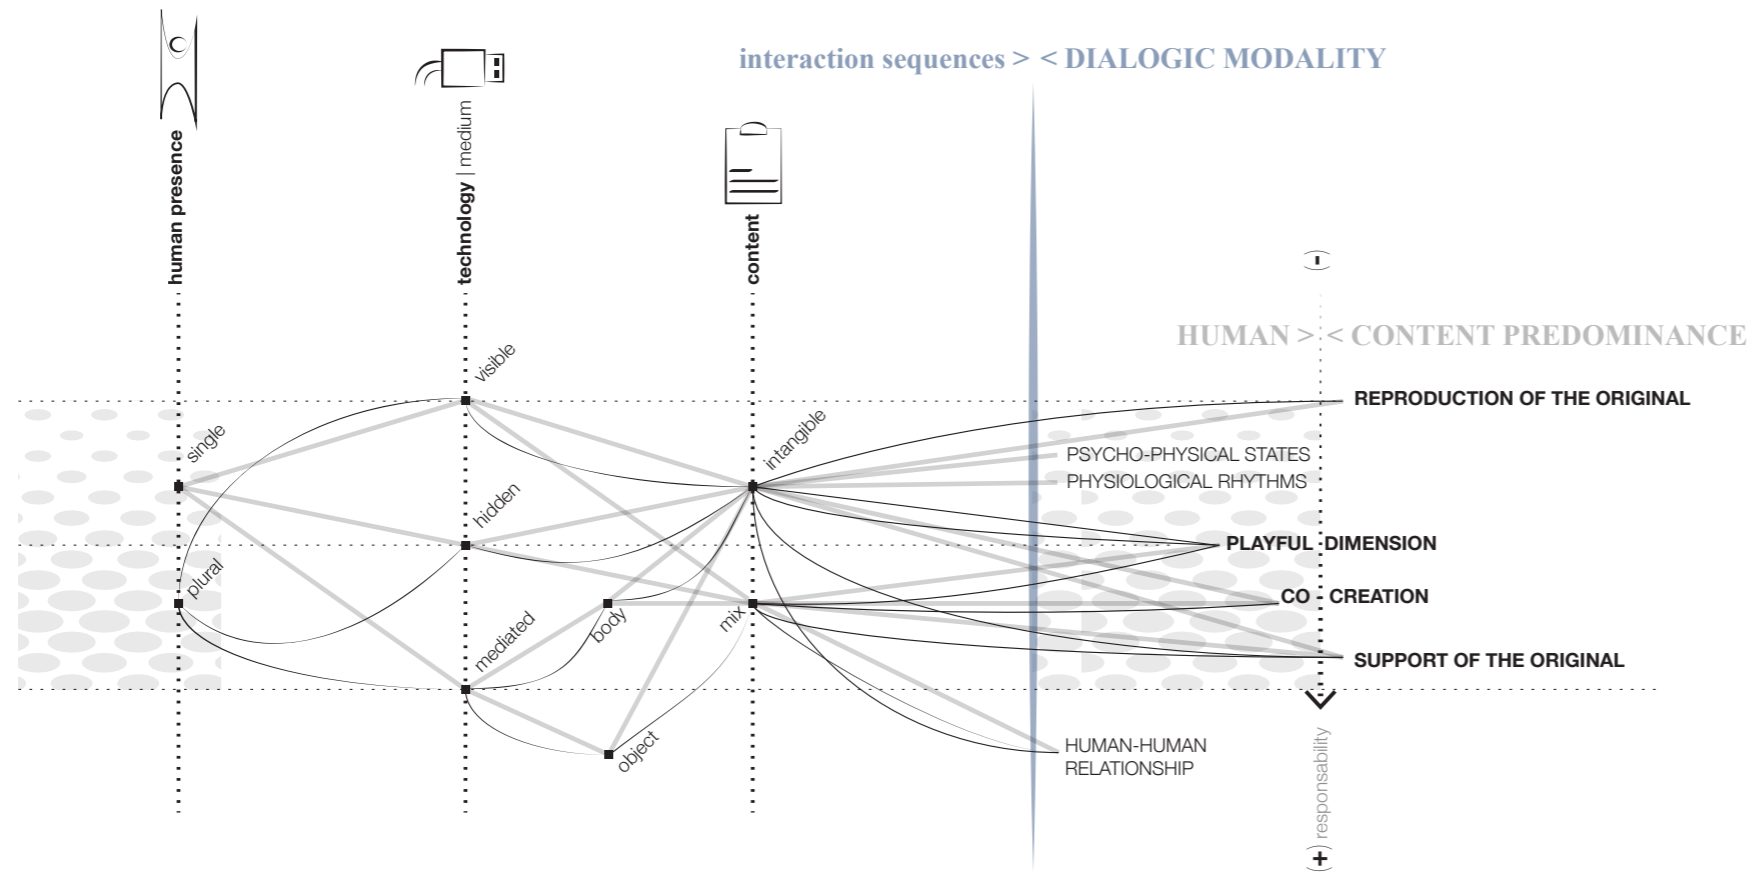 interaction sequences > < DIALOGIC MODALITY
human presence
technology | medium
content
(-)
HUMAN > < CONTENT PREDOMINANCE
visible
REPRODUCTION OF THE ORIGINAL
single
intangible
PSYCHO-PHYSICAL STATES
PHYSIOLOGICAL RHYTHMS
hidden
PLAYFUL DIMENSION
plural
CO - CREATION
body
mix
mediated
SUPPORT OF THE ORIGINAL
object
HUMAN-HUMAN
RELATIONSHIP
(+) responsability